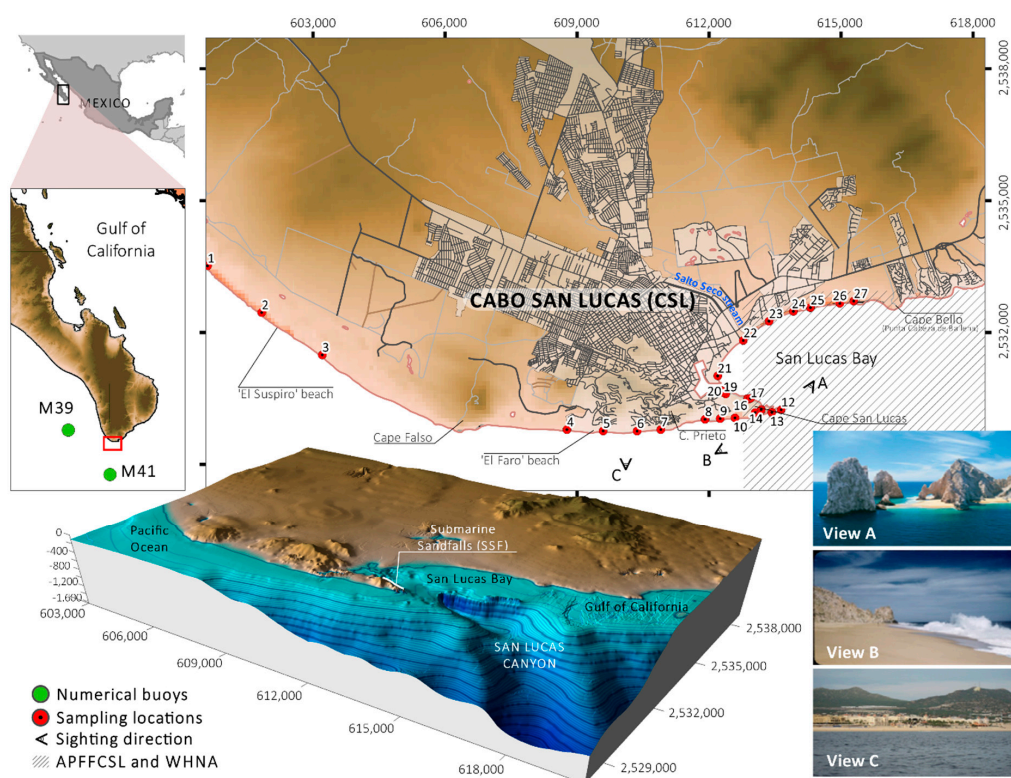 603,000
606,000
609,000
612,000
615,000
618,000
2,538,000
2,535,000
2,532,000
MEXICO
Gulf of
California
M39
M41
CABO SAN LUCAS (CSL)
Salto Seco stream
1
2
3
4
5
6
7
8
9
10
12
13
14
16
17
19
20
21
22
23
24
25
26
27
'El Suspiro' beach
Cape Falso
'El Faro' beach
C. Prieto
Cape San Lucas
San Lucas Bay
Cape Bello
(Punta Cabeza de Ballena)
A
B
C
Pacific
Ocean
Submarine
Sandfalls (SSF)
San Lucas Bay
Gulf of California
SAN LUCAS
CANYON
0
-400
-800
-1,200
-1,600
603,000
606,000
609,000
612,000
615,000
618,000
2,538,000
2,535,000
2,532,000
2,529,000
Numerical buoys
Sampling locations
Sighting direction
APFFCSL and WHNA
View A
View B
View C